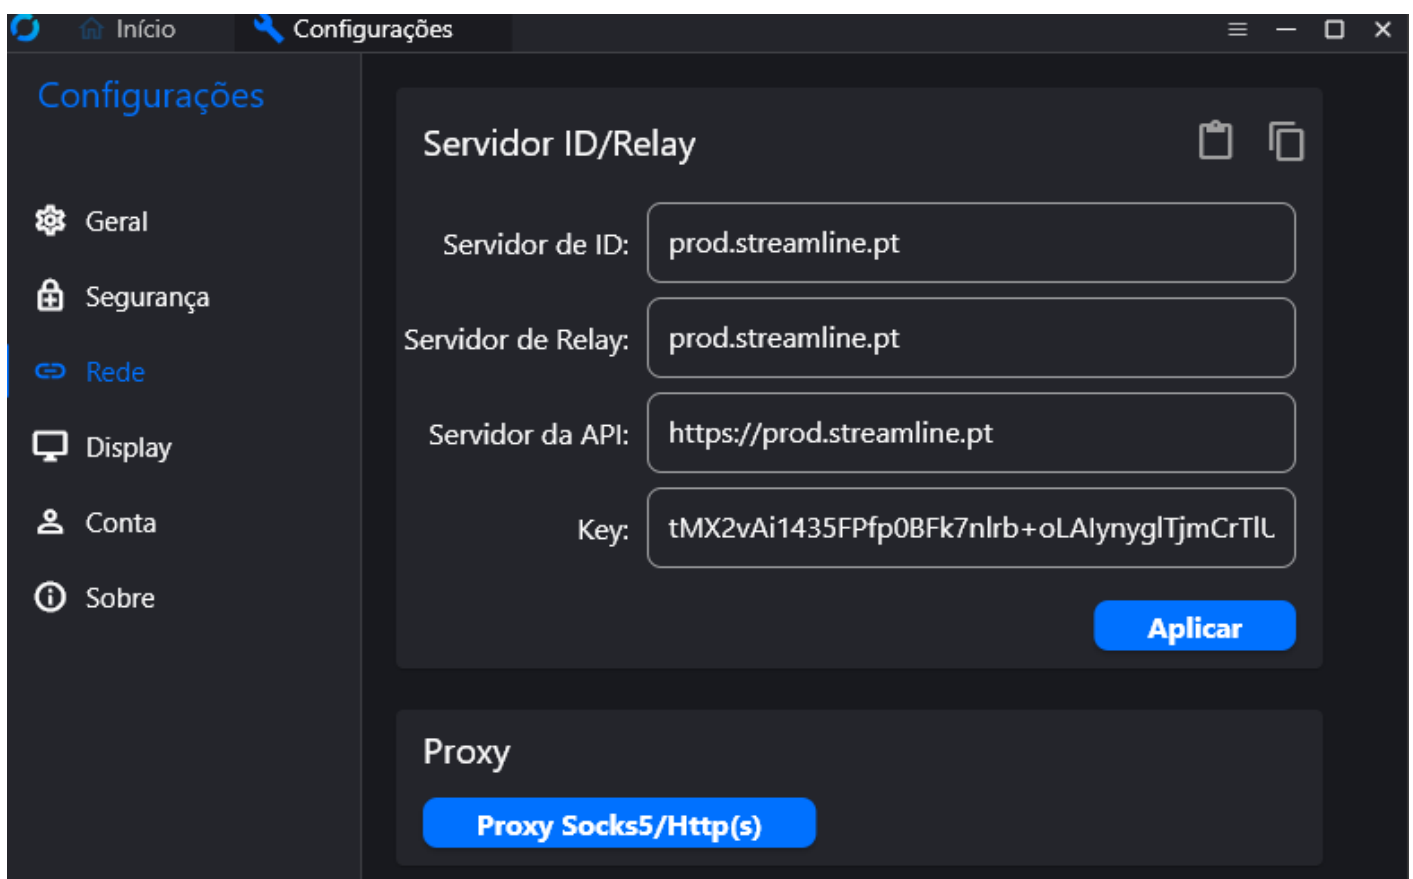 Início
Configurações
Configurações
Geral
Segurança
Rede
Display
Conta
Sobre
Servidor ID/Relay
Servidor de ID: prod.streamline.pt
Servidor de Relay: prod.streamline.pt
Servidor da API: https://prod.streamline.pt
Key: tMX2vAi1435FPfp0BFk7nlrb+oLAIynyglTjmCrTlU
Aplicar
Proxy
Proxy Socks5/Http(s)